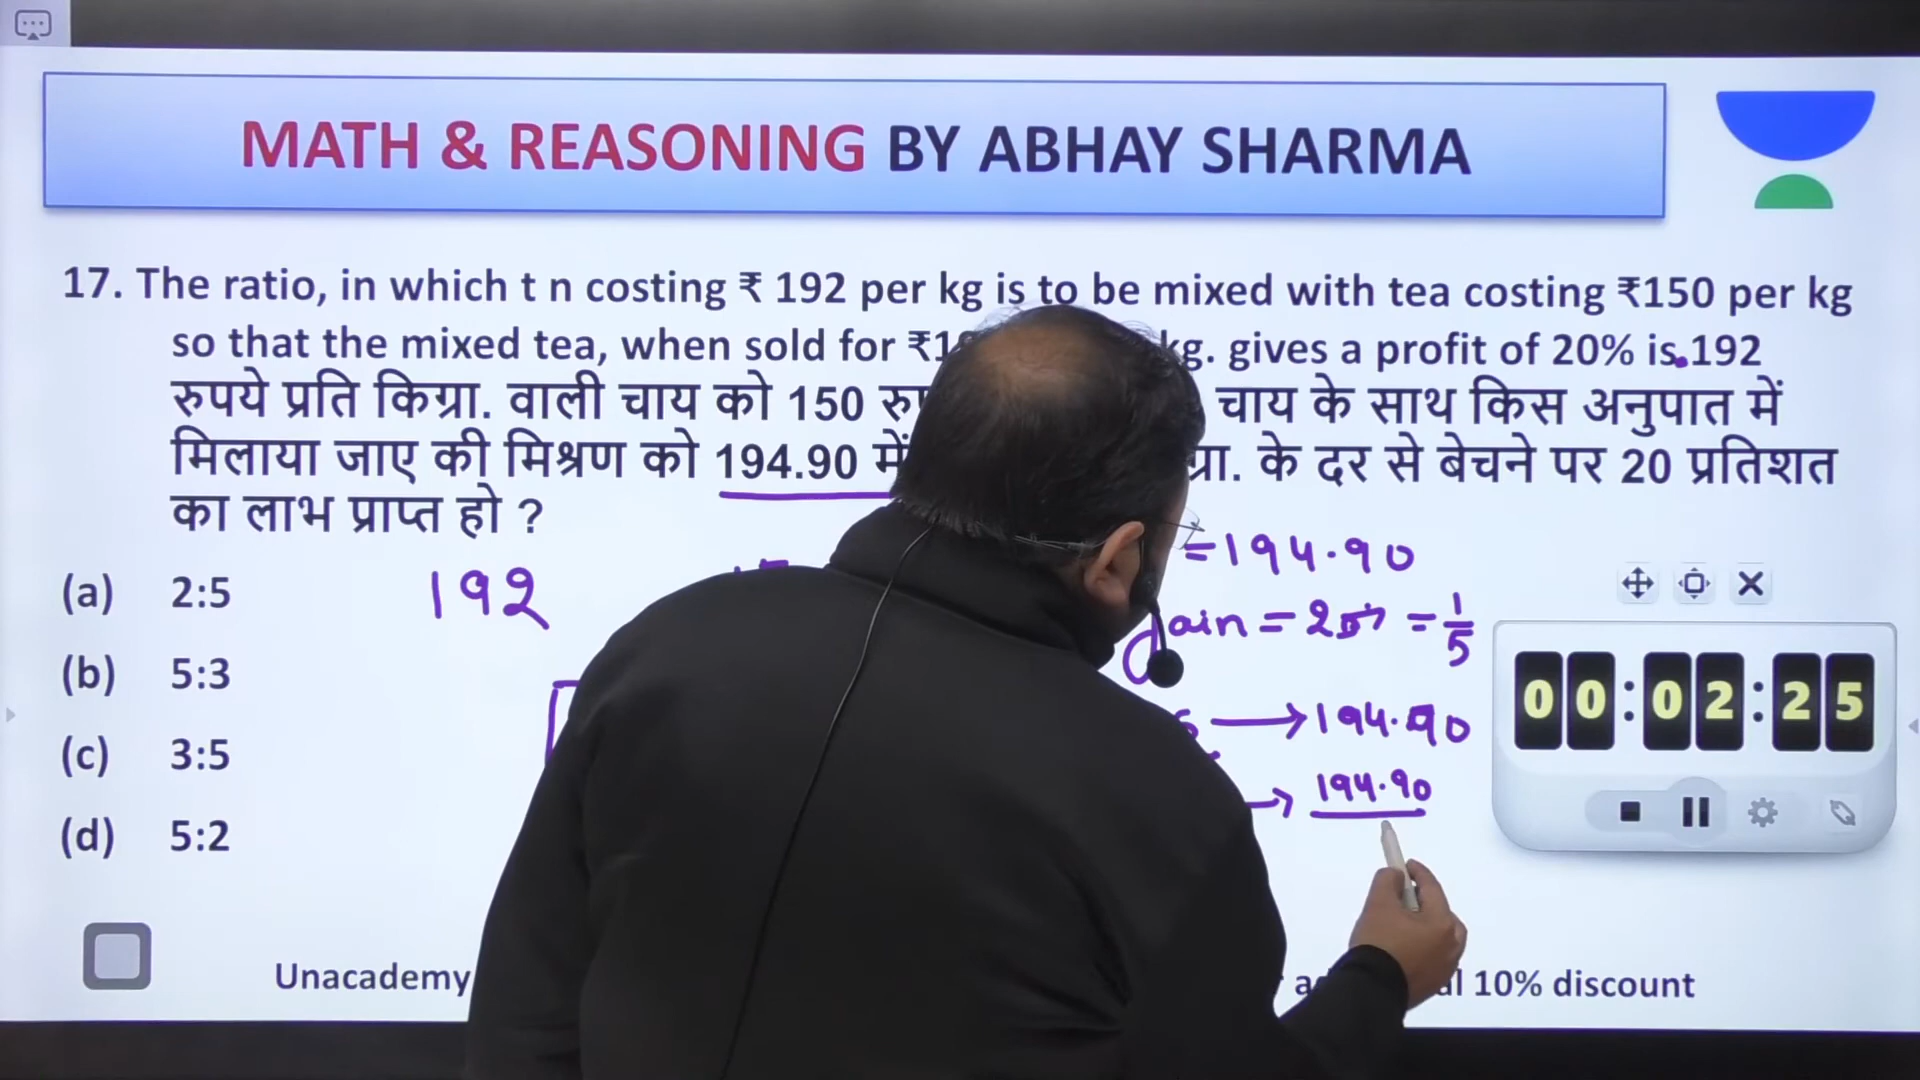 MATH & REASONING BY ABHAY SHARMA
17. The ratio, in which t n costing ₹ 192 per kg is to be mixed with tea costing ₹150 per kg
so that the mixed tea, when sold for kg. gives a profit of 20% is.192
रुपये प्रति किग्रा. वाली चाय को 150 चाय के साथ किस अनुपात में
मिलाया जाए की मिश्रण को 194.90 में के दर से बेचने पर 20 प्रतिशत
का लाभ प्राप्त हो ?
=194.90
(a) 2:5
192
gain = 20% = 1/5
(b) 5:3
→ 194.90
(c) 3:5
→ 194.90
(d) 5:2
Unacademy 10% discount
00:02:25